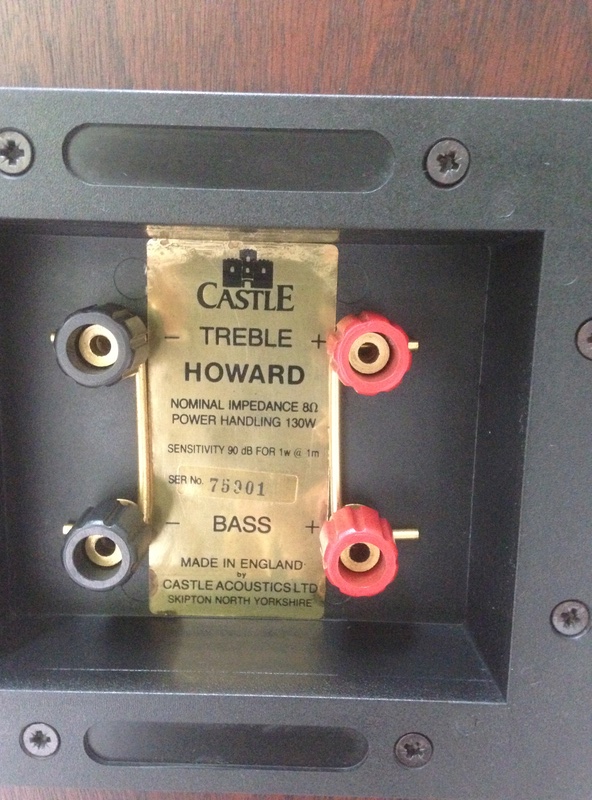 CASTLE
- TREBLE +
HOWARD
NOMINAL IMPEDANCE 8Ω
POWER HANDLING 130W
SENSITIVITY 90 dB FOR 1w @ 1m
SER No. 75901
- BASS +
MADE IN ENGLAND
by
CASTLE ACOUSTICS LTD
SKIPTON NORTH YORKSHIRE